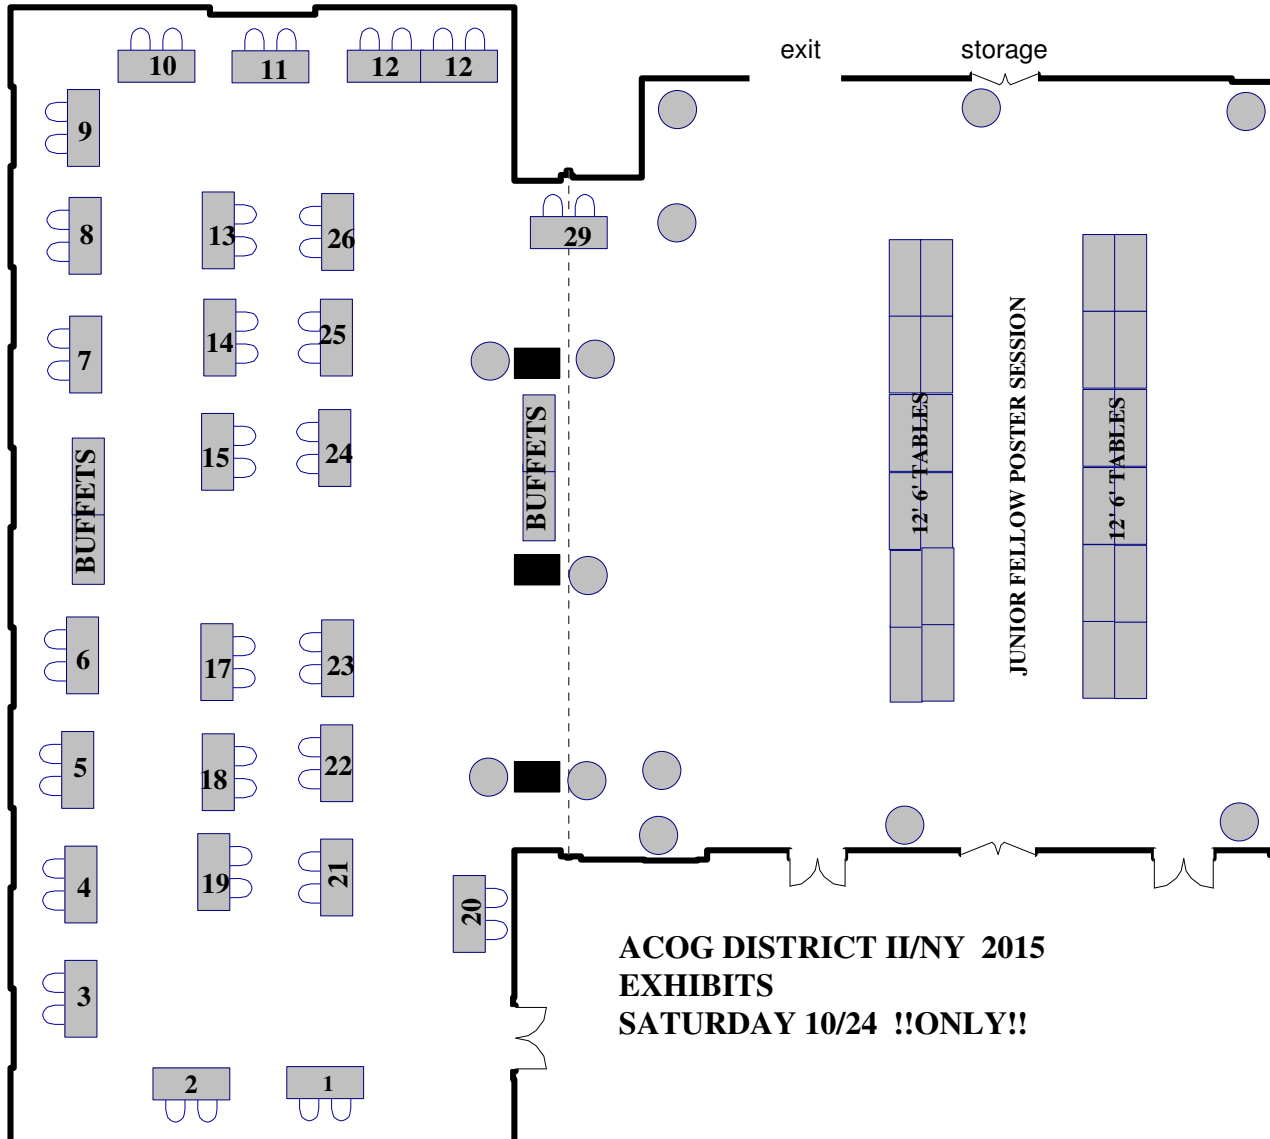 exit
storage
10
11
12
12
9
8
13
26
29
7
14
25
BUFFETS
15
24
BUFFETS
12' 6' TABLES
JUNIOR FELLOW POSTER SESSION
12' 6' TABLES
6
17
23
5
18
22
4
19
21
20
3
2
1
ACOG DISTRICT II/NY 2015
EXHIBITS
SATURDAY 10/24 !!ONLY!!